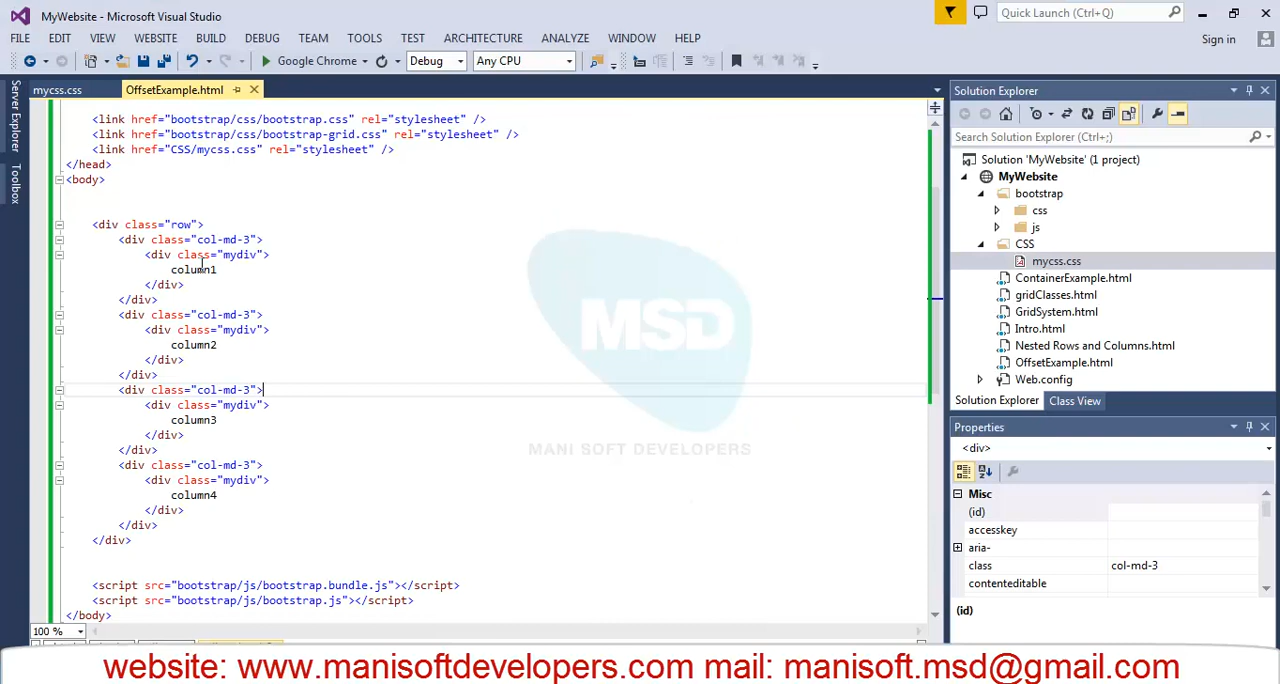 MyWebsite - Microsoft Visual Studio
Quick Launch (Ctrl+Q)
FILE EDIT VIEW WEBSITE BUILD DEBUG TEAM TOOLS TEST ARCHITECTURE ANALYZE WINDOW HELP
Sign in
Google Chrome Debug Any CPU
Server Explorer
Toolbox
mycss.css OffsetExample.html
<link href="bootstrap/css/bootstrap.css" rel="stylesheet" />
<link href="bootstrap/css/bootstrap-grid.css" rel="stylesheet" />
<link href="CSS/mycss.css" rel="stylesheet" />
</head>
<body>
<div class="row">
<div class="col-md-3">
<div class="mydiv">
column1
</div>
</div>
<div class="col-md-3">
<div class="mydiv">
column2
</div>
</div>
<div class="col-md-3">
<div class="mydiv">
column3
</div>
</div>
<div class="col-md-3">
<div class="mydiv">
column4
</div>
</div>
</div>
<script src="bootstrap/js/bootstrap.bundle.js"></script>
<script src="bootstrap/js/bootstrap.js"></script>
</body>
100 %
MSD
MANI SOFT DEVELOPERS
Solution Explorer
Search Solution Explorer (Ctrl+;)
Solution 'MyWebsite' (1 project)
MyWebsite
bootstrap
css
js
CSS
mycss.css
ContainerExample.html
gridClasses.html
GridSystem.html
Intro.html
Nested Rows and Columns.html
OffsetExample.html
Web.config
Solution Explorer Class View
Properties
<div>
Misc
(id)
accesskey
aria-
class col-md-3
contenteditable
(id)
website: www.manisoftdevelopers.com mail: manisoft.msd@gmail.com